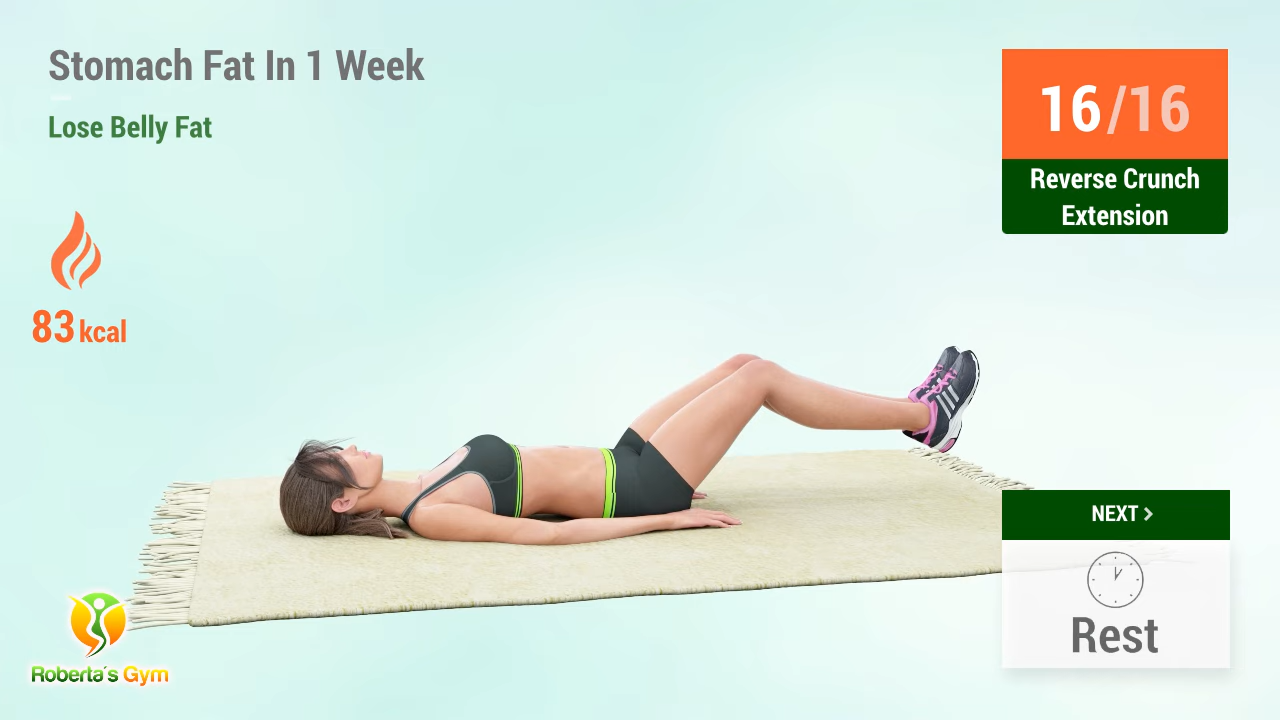 Stomach Fat In 1 Week
Lose Belly Fat
16/16
Reverse Crunch
Extension
83 kcal
NEXT >
Rest
Roberta´s Gym